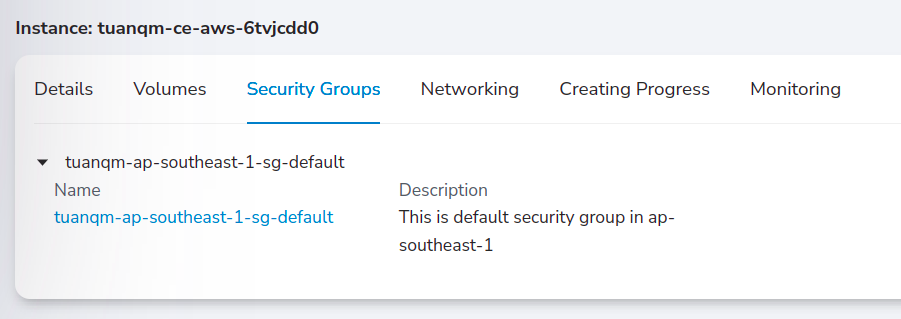 Instance: tuanqm-ce-aws-6tvjcdd0
Details Volumes Security Groups Networking Creating Progress Monitoring
tuanqm-ap-southeast-1-sg-default
Name Description
tuanqm-ap-southeast-1-sg-default This is default security group in ap-
southeast-1